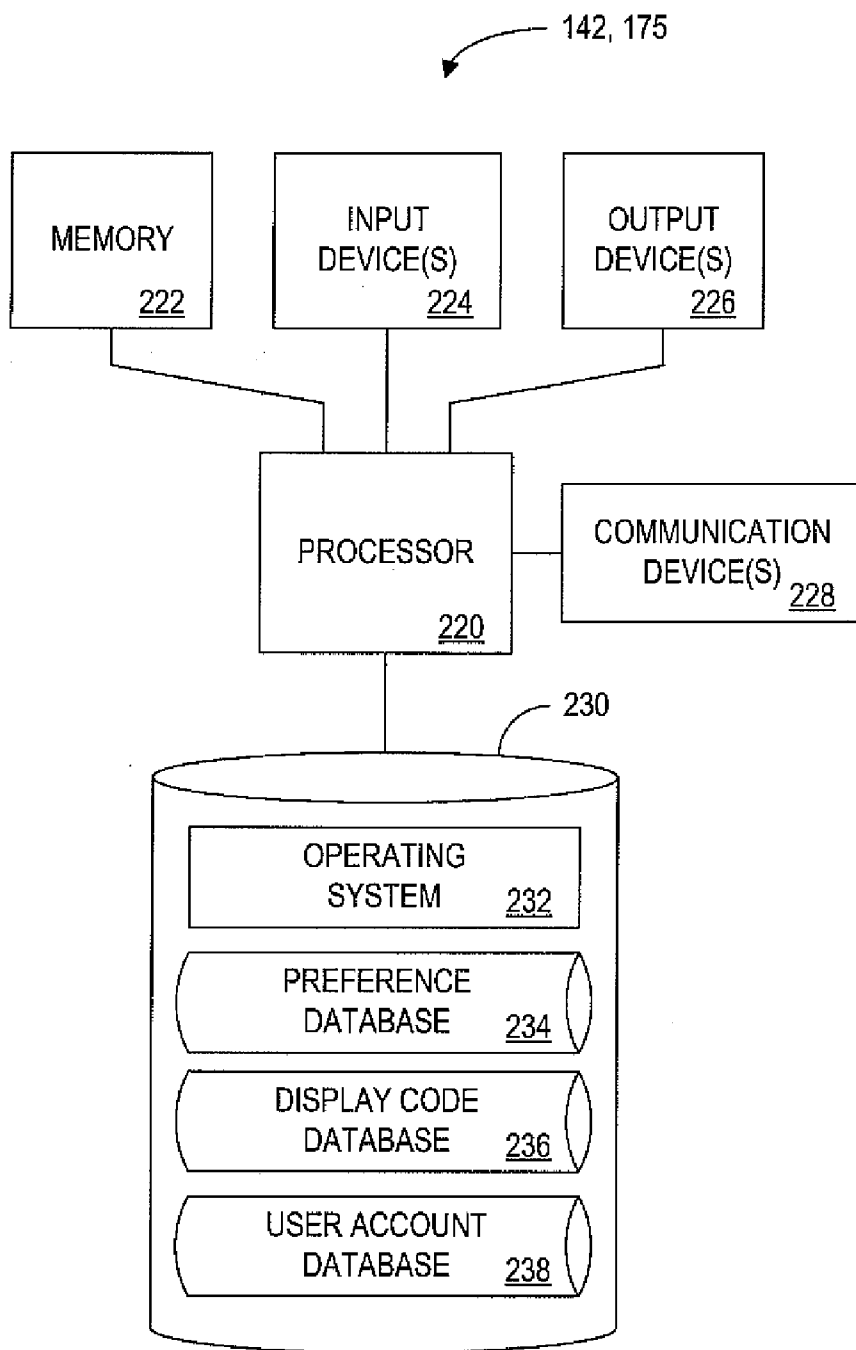 142, 175
MEMORY
222
INPUT
DEVICE(S)
224
OUTPUT
DEVICE(S)
226
PROCESSOR
220
COMMUNICATION
DEVICE(S)
228
230
OPERATING
SYSTEM
232
PREFERENCE
DATABASE
234
DISPLAY CODE
DATABASE
236
USER ACCOUNT
DATABASE
238